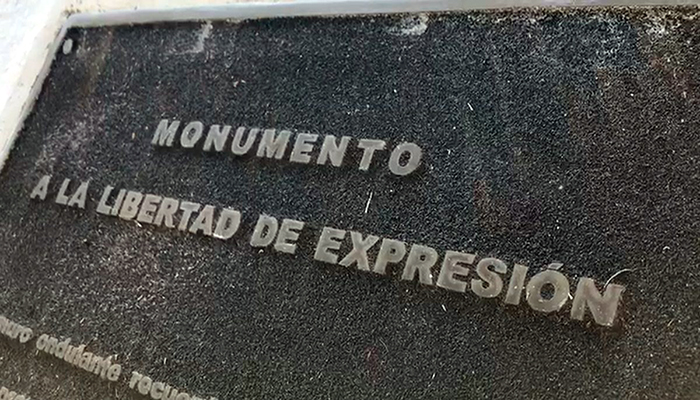 MONUMENTO
A LA LIBERTAD DE EXPRESIÓN
ondulante